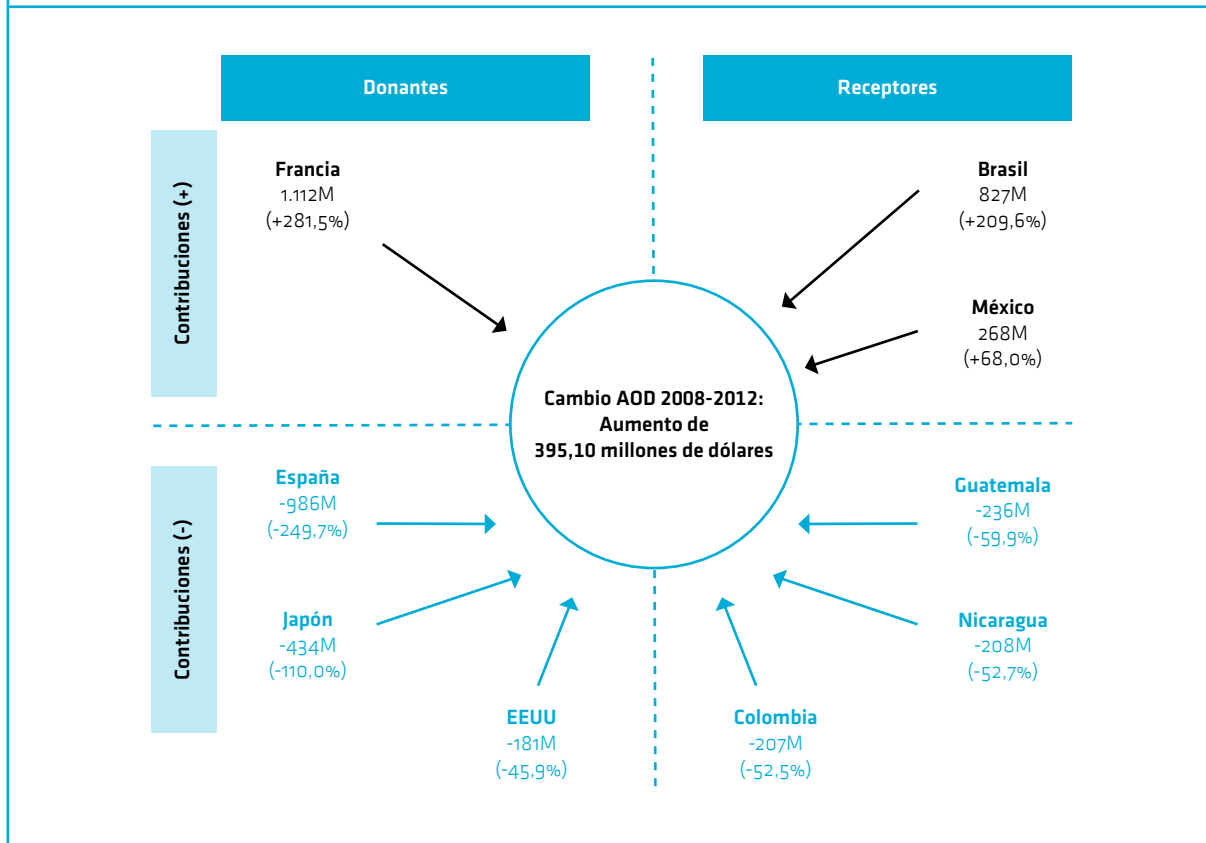 Donantes
Receptores
Contribuciones (+)
Francia
1.112M
(+281,5%)
Brasil
827M
(+209,6%)
México
268M
(+68,0%)
Cambio AOD 2008-2012:
Aumento de
395,10 millones de dólares
Contribuciones (-)
España
-986M
(-249,7%)
Japón
-434M
(-110,0%)
EEUU
-181M
(-45,9%)
Guatemala
-236M
(-59,9%)
Nicaragua
-208M
(-52,7%)
Colombia
-207M
(-52,5%)